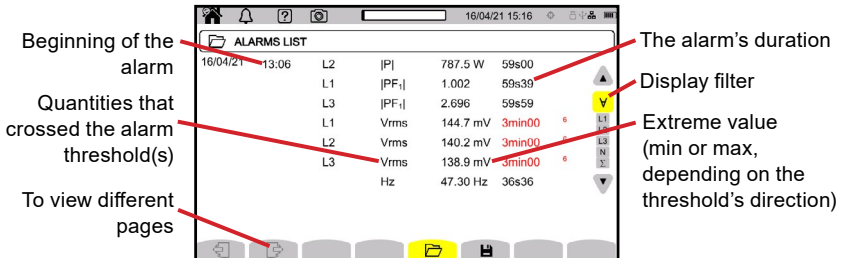 16/04/21 15:16
ALARMS LIST
16/04/21 13:06 L2 |P| 787.5 W 59s00
L1 |PF₁| 1.002 59s39
L3 |PF₁| 2.696 59s59
L1 Vrms 144.7 mV 3min00 6
L2 Vrms 140.2 mV 3min00 6
L3 Vrms 138.9 mV 3min00 6
Hz 47.30 Hz 36s36
∀
L1
L2
L3
N
Σ
Beginning of the
alarm
Quantities that
crossed the alarm
threshold(s)
To view different
pages
The alarm's duration
Display filter
Extreme value
(min or max,
depending on the
threshold's direction)